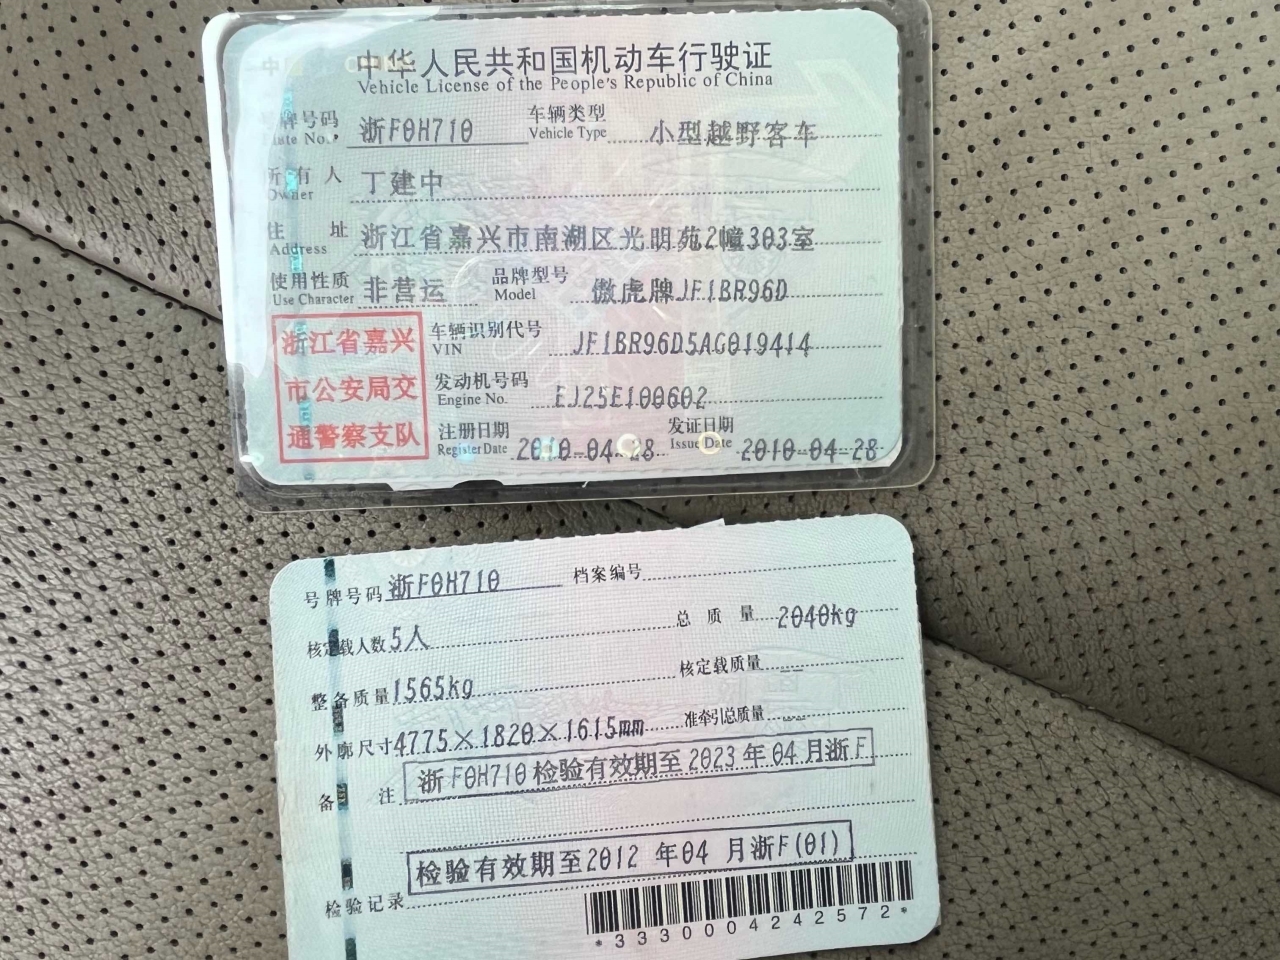 中华人民共和国机动车行驶证
Vehicle License of the People's Republic of China
号牌号码 浙F0H710 车辆类型 小型越野客车
Plate No. Vehicle Type
所有人 丁建中
Owner
住址 浙江省嘉兴市南湖区光明苑2幢303室
Address
使用性质 非营运 品牌型号 傲虎牌JF1BR96D
Use Character Model
浙江省嘉兴
市公安局交
通警察支队
车辆识别代号 JF1BR96D5AG019414
VIN
发动机号码 EJ25E100602
Engine No.
注册日期 2010-04-28 发证日期 2010-04-28
Register Date Issue Date
号牌号码 浙F0H710 档案编号
核定载人数 5人 总质量 2040kg
整备质量 1565kg 核定载质量 --
外廓尺寸 4775×1820×1615mm 准牵引总质量 --
备注 浙F0H710检验有效期至2023年04月浙F
检验有效期至2012年04月浙F(01)
检验记录
*3330004242572*